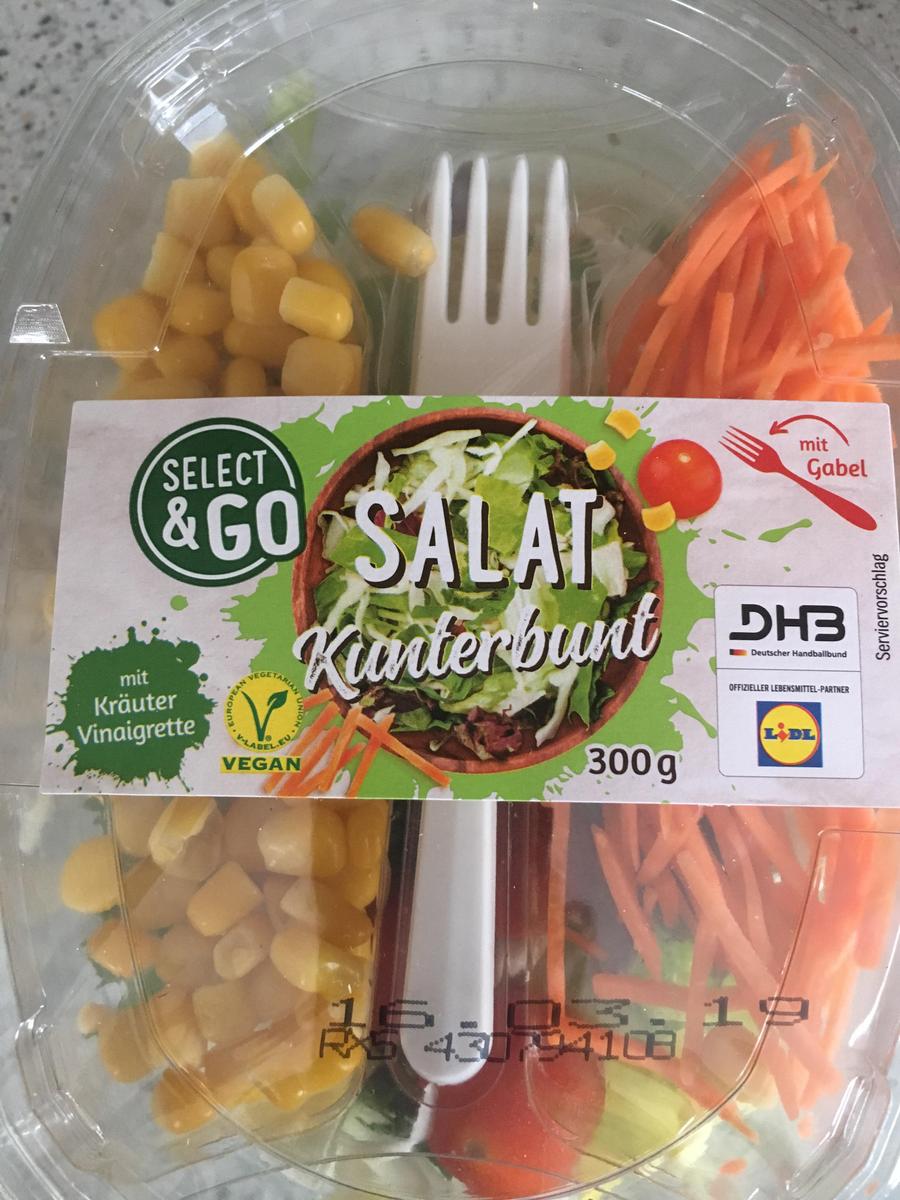 SELECT
&GO
SALAT
Kunterbunt
mit
Gabel
Serviervorschlag
DHB
Deutscher Handballbund
OFFIZIELLER LEBENSMITTEL-PARTNER
LIDL
mit
Kräuter
Vinaigrette
EUROPEAN VEGETARIAN UNION
V-LABEL.EU
VEGAN
300 g
16.03.19